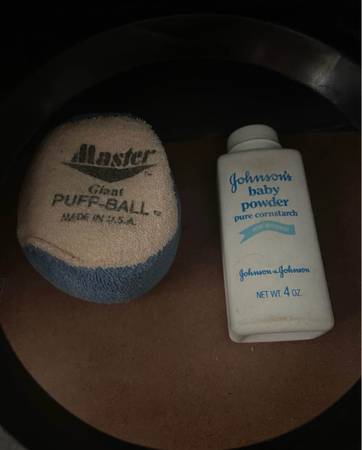 Master
Giant
PUFF-BALL
MADE IN U.S.A.
Johnson's
baby
powder
pure cornstarch
Johnson & Johnson
NET WT. 4 OZ.